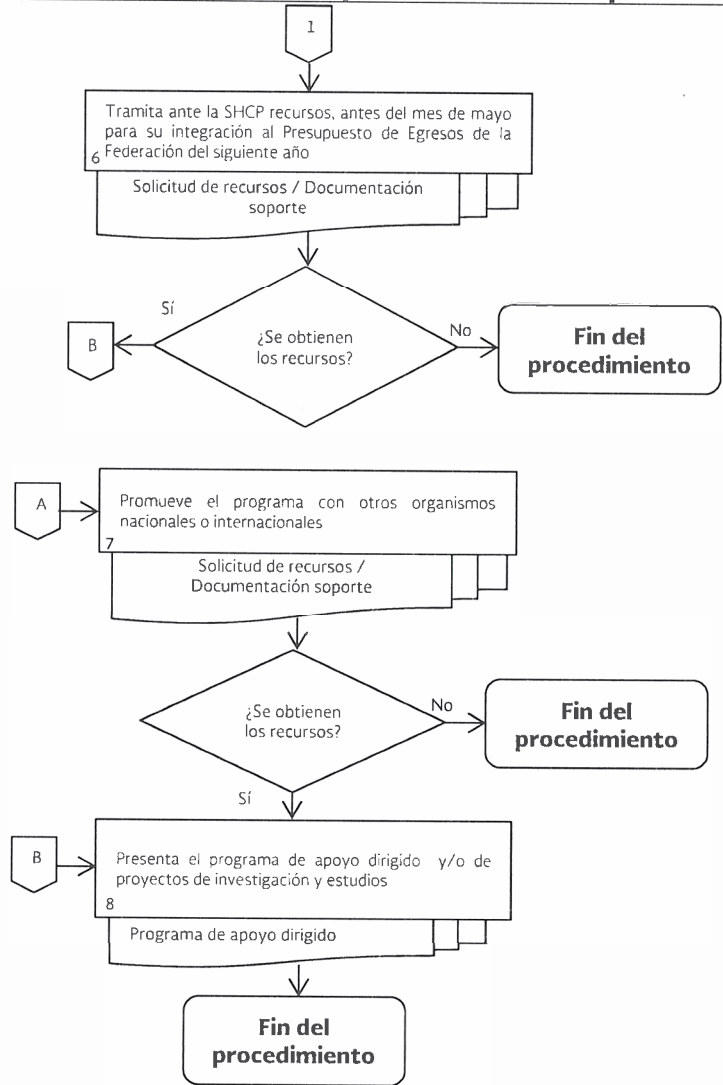 1
Tramita ante la SHCP recursos, antes del mes de mayo
para su integración al Presupuesto de Egresos de la
6 Federación del siguiente año
Solicitud de recursos / Documentación
soporte
Sí
B
¿Se obtienen
los recursos?
No
Fin del
procedimiento
A
Promueve el programa con otros organismos
nacionales o internacionales
7
Solicitud de recursos /
Documentación soporte
¿Se obtienen
los recursos?
No
Fin del
procedimiento
Sí
B
Presenta el programa de apoyo dirigido y/o de
proyectos de investigación y estudios
8
Programa de apoyo dirigido
Fin del
procedimiento